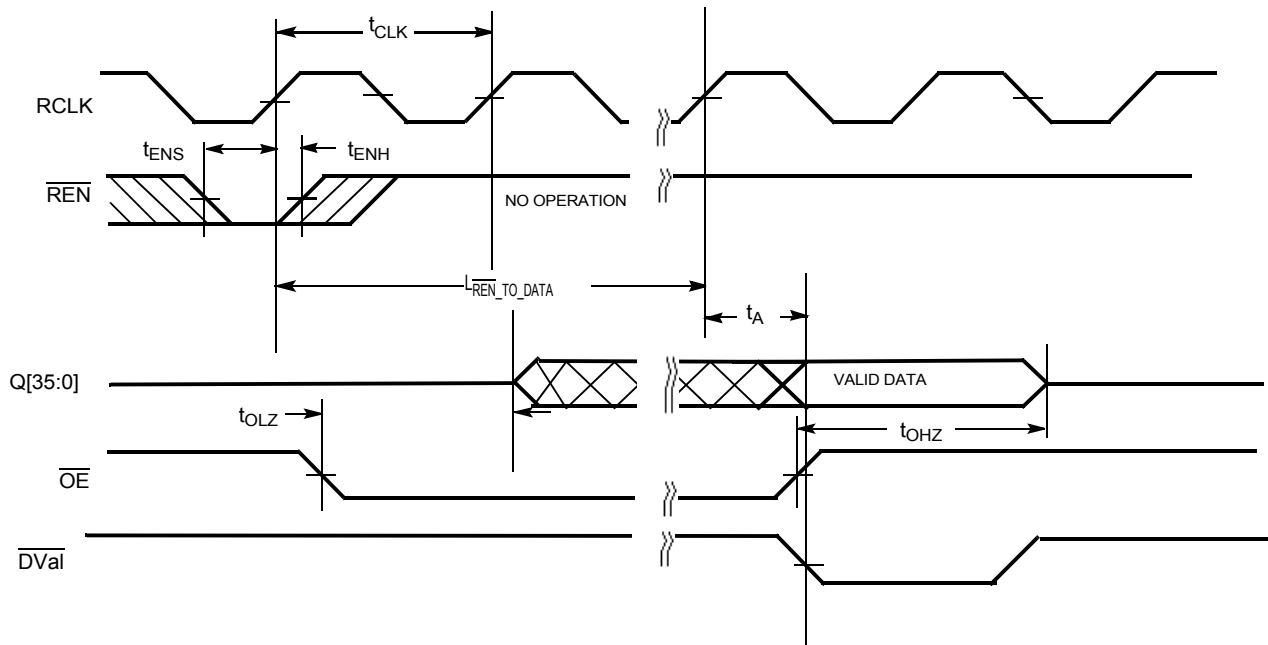 tCLK
RCLK
tENS
tENH
REN
NO OPERATION
LREN_TO_DATA
tA
Q[35:0]
VALID DATA
tOLZ
tOHZ
OE
DVal